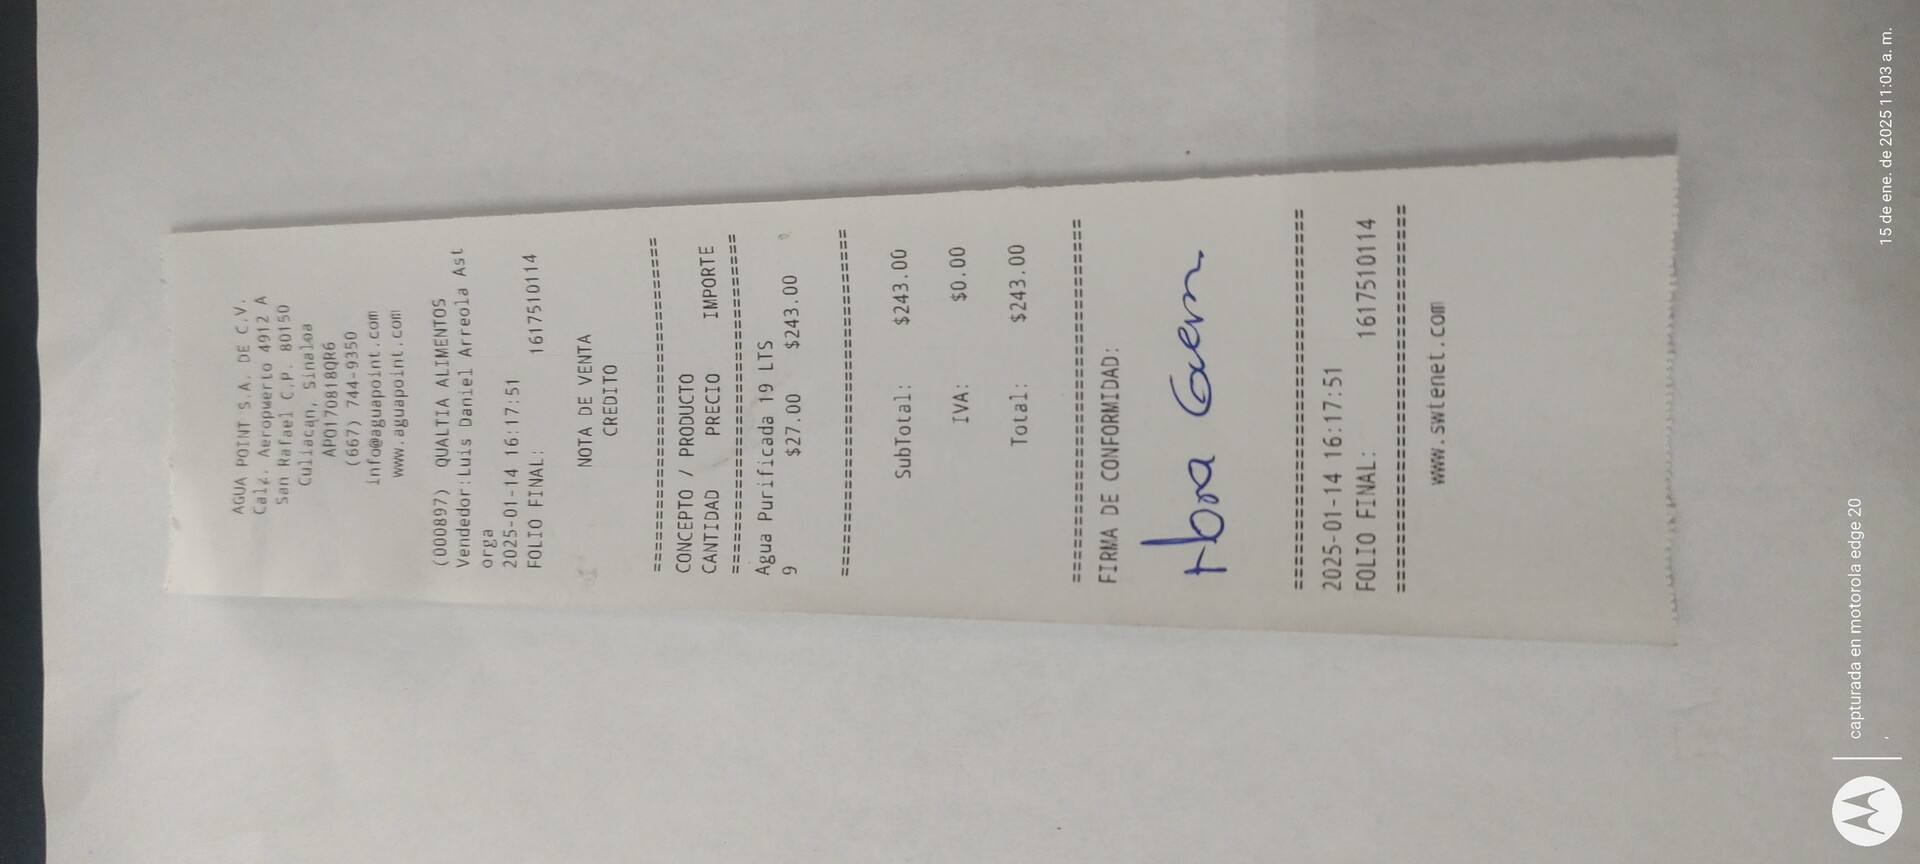 AGUA POINT S.A. DE C.V.
Calz. Aeropuerto 4912 A
San Rafael C.P. 80150
Culiacan, Sinaloa
APO170818QR6
(667) 744-9350
info@aguapoint.com
www.aguapoint.com
(000897) QUALTIA ALIMENTOS
Vendedor:Luis Daniel Arreola Ast
orga
2025-01-14 16:17:51
FOLIO FINAL: 1617510114
NOTA DE VENTA
CREDITO
================================
CONCEPTO / PRODUCTO
CANTIDAD PRECIO IMPORTE
================================
Agua Purificada 19 LTS
9 $27.00 $243.00
================================
SubTotal: $243.00
IVA: $0.00
Total: $243.00
================================
FIRMA DE CONFORMIDAD:
================================
2025-01-14 16:17:51
FOLIO FINAL: 1617510114
================================
www.swtenet.com
capturada en motorola edge 20
15 de ene. de 2025 11:03 a. m.